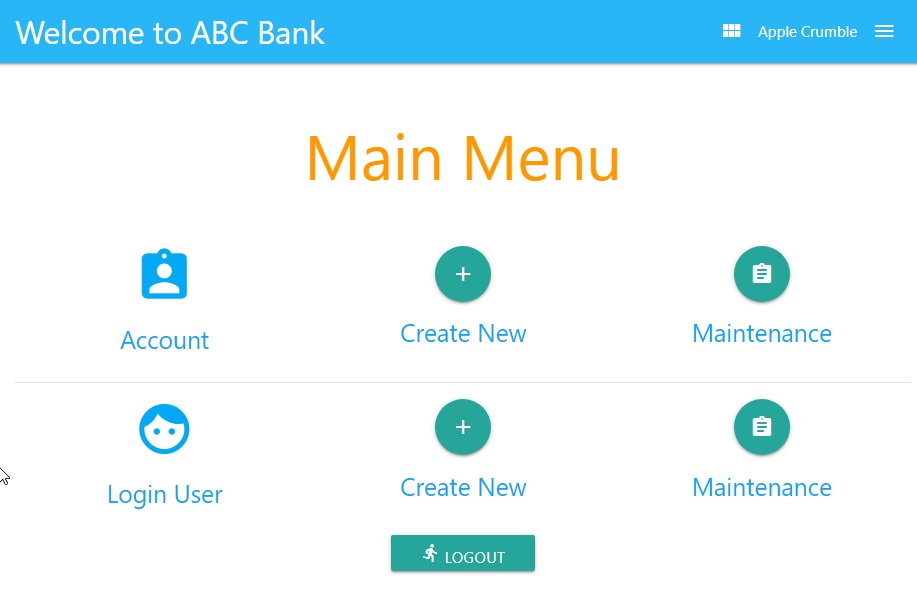 Welcome to ABC Bank
Apple Crumble
Main Menu
Account
Create New
Maintenance
Login User
Create New
Maintenance
LOGOUT